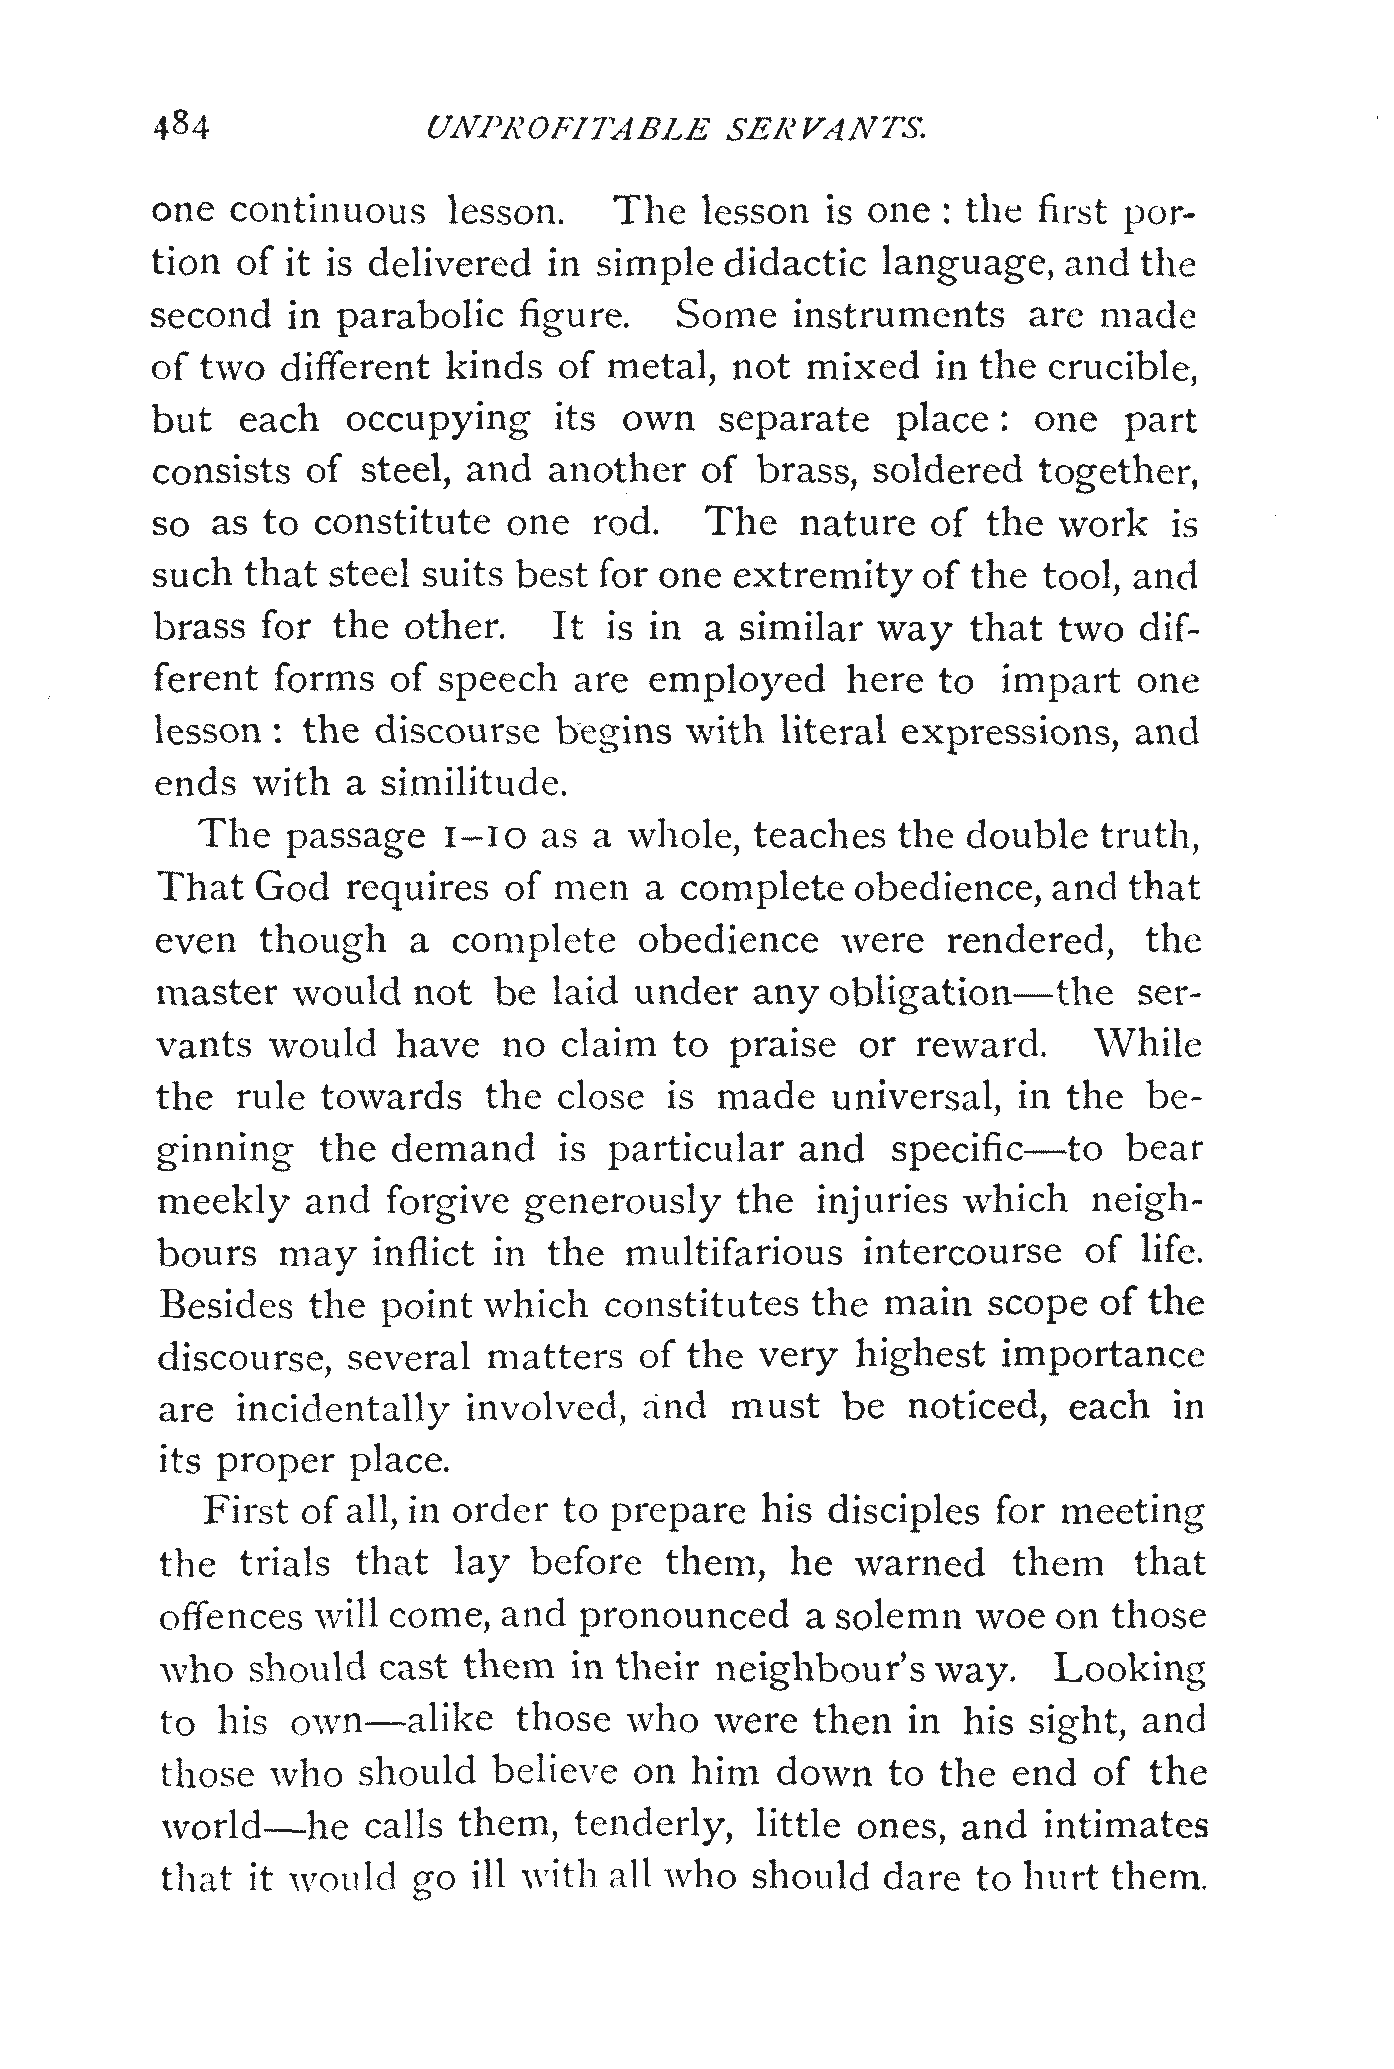 484 UNPROFITABLE SERVANTS.
one continuous lesson. The lesson is one : the first por-
tion of it is delivered in simple didactic language, and the
second in parabolic figure. Some instruments are made
of two different kinds of metal, not mixed in the crucible,
but each occupying its own separate place : one part
consists of steel, and another of brass, soldered together,
so as to constitute one rod. The nature of the work is
such that steel suits best for one extremity of the tool, and
brass for the other. It is in a similar way that two dif-
ferent forms of speech are employed here to impart one
lesson : the discourse begins with literal expressions, and
ends with a similitude.
The passage 1–10 as a whole, teaches the double truth,
That God requires of men a complete obedience, and that
even though a complete obedience were rendered, the
master would not be laid under any obligation—the ser-
vants would have no claim to praise or reward. While
the rule towards the close is made universal, in the be-
ginning the demand is particular and specific—to bear
meekly and forgive generously the injuries which neigh-
bours may inflict in the multifarious intercourse of life.
Besides the point which constitutes the main scope of the
discourse, several matters of the very highest importance
are incidentally involved, and must be noticed, each in
its proper place.
First of all, in order to prepare his disciples for meeting
the trials that lay before them, he warned them that
offences will come, and pronounced a solemn woe on those
who should cast them in their neighbour's way. Looking
to his own—alike those who were then in his sight, and
those who should believe on him down to the end of the
world—he calls them, tenderly, little ones, and intimates
that it would go ill with all who should dare to hurt them.